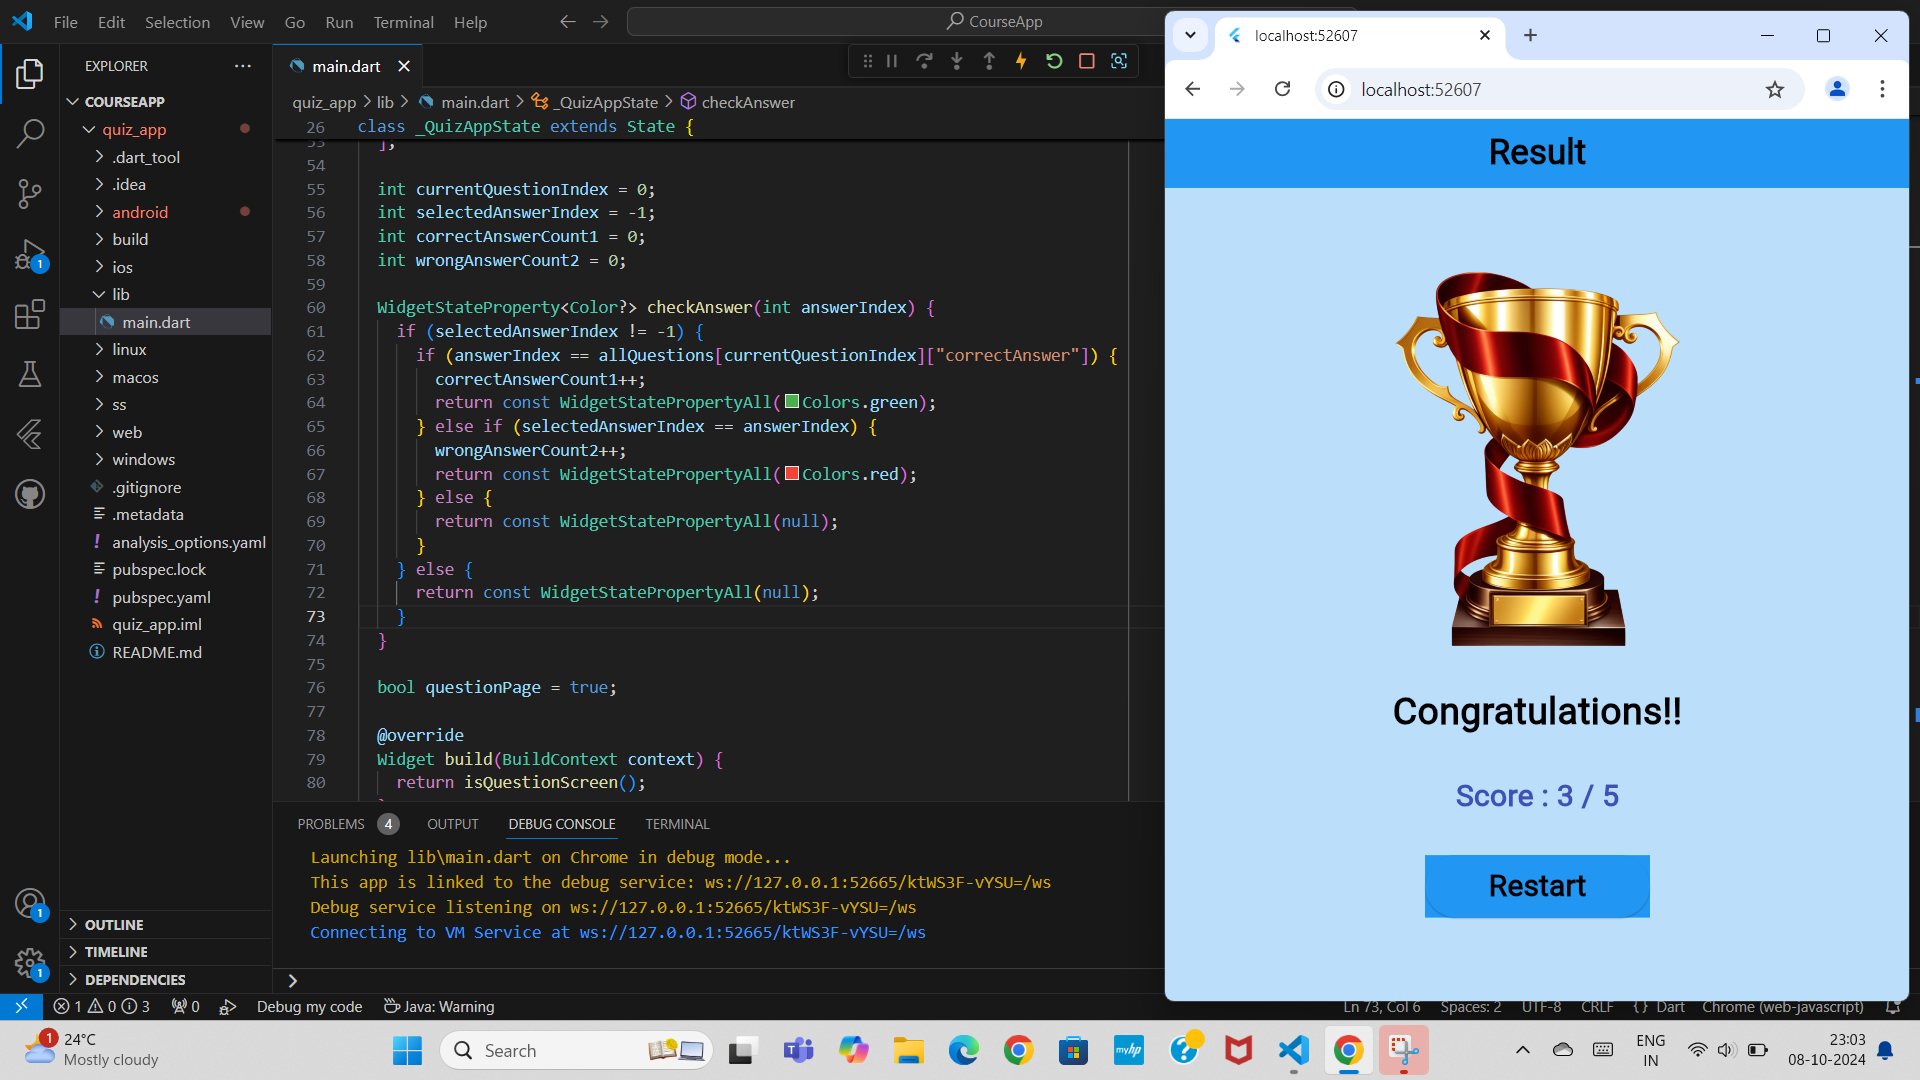 File Edit Selection View Go Run Terminal Help
CourseApp
EXPLORER
COURSEAPP
quiz_app
.dart_tool
.idea
android
build
ios
lib
main.dart
linux
macos
ss
web
windows
.gitignore
.metadata
analysis_options.yaml
pubspec.lock
pubspec.yaml
quiz_app.iml
README.md
OUTLINE
TIMELINE
DEPENDENCIES
1
1
1
main.dart
quiz_app > lib > main.dart > _QuizAppState > checkAnswer
26 class _QuizAppState extends State {
53 ];
54
55 int currentQuestionIndex = 0;
56 int selectedAnswerIndex = -1;
57 int correctAnswerCount1 = 0;
58 int wrongAnswerCount2 = 0;
59
60 WidgetStateProperty<Color?> checkAnswer(int answerIndex) {
61 if (selectedAnswerIndex != -1) {
62 if (answerIndex == allQuestions[currentQuestionIndex]["correctAnswer"]) {
63 correctAnswerCount1++;
64 return const WidgetStatePropertyAll(Colors.green);
65 } else if (selectedAnswerIndex == answerIndex) {
66 wrongAnswerCount2++;
67 return const WidgetStatePropertyAll(Colors.red);
68 } else {
69 return const WidgetStatePropertyAll(null);
70 }
71 } else {
72 return const WidgetStatePropertyAll(null);
73 }
74 }
75
76 bool questionPage = true;
77
78 @override
79 Widget build(BuildContext context) {
80 return isQuestionScreen();
PROBLEMS 4 OUTPUT DEBUG CONSOLE TERMINAL
Launching lib\main.dart on Chrome in debug mode...
This app is linked to the debug service: ws://127.0.0.1:52665/ktWS3F-vYSU=/ws
Debug service listening on ws://127.0.0.1:52665/ktWS3F-vYSU=/ws
Connecting to VM Service at ws://127.0.0.1:52665/ktWS3F-vYSU=/ws
>
localhost:52607
localhost:52607
Result
Congratulations!!
Score : 3 / 5
Restart
1 0 3 0 Debug my code Java: Warning
Ln 73, Col 6 Spaces: 2 UTF-8 CRLF {} Dart Chrome (web-javascript)
1
24°C
Mostly cloudy
Search
myhp
ENG
IN
23:03
08-10-2024